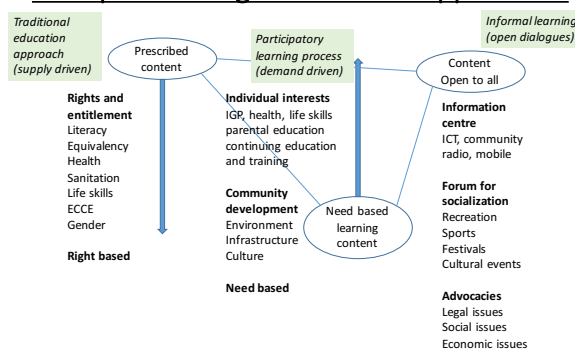 Traditional
education
approach
(supply driven)
Prescribed
content
Participatory
learning process
(demand driven)
Informal learning
(open dialogues)
Content
Open to all
Rights and
entitlement
Literacy
Equivalency
Health
Sanitation
Life skills
ECCE
Gender
Right based
Individual interests
IGP, health, life skills
parental education
continuing education
and training
Community
development
Environment
Infrastructure
Culture
Need based
Need based
learning
content
Information
centre
ICT, community
radio, mobile
Forum for
socialization
Recreation
Sports
Festivals
Cultural events
Advocacies
Legal issues
Social issues
Economic issues